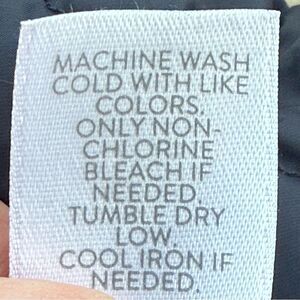 MACHINE WASH
COLD WITH LIKE
COLORS.
ONLY NON-
CHLORINE
BLEACH IF
NEEDED.
TUMBLE DRY
LOW.
COOL IRON IF
NEEDED.